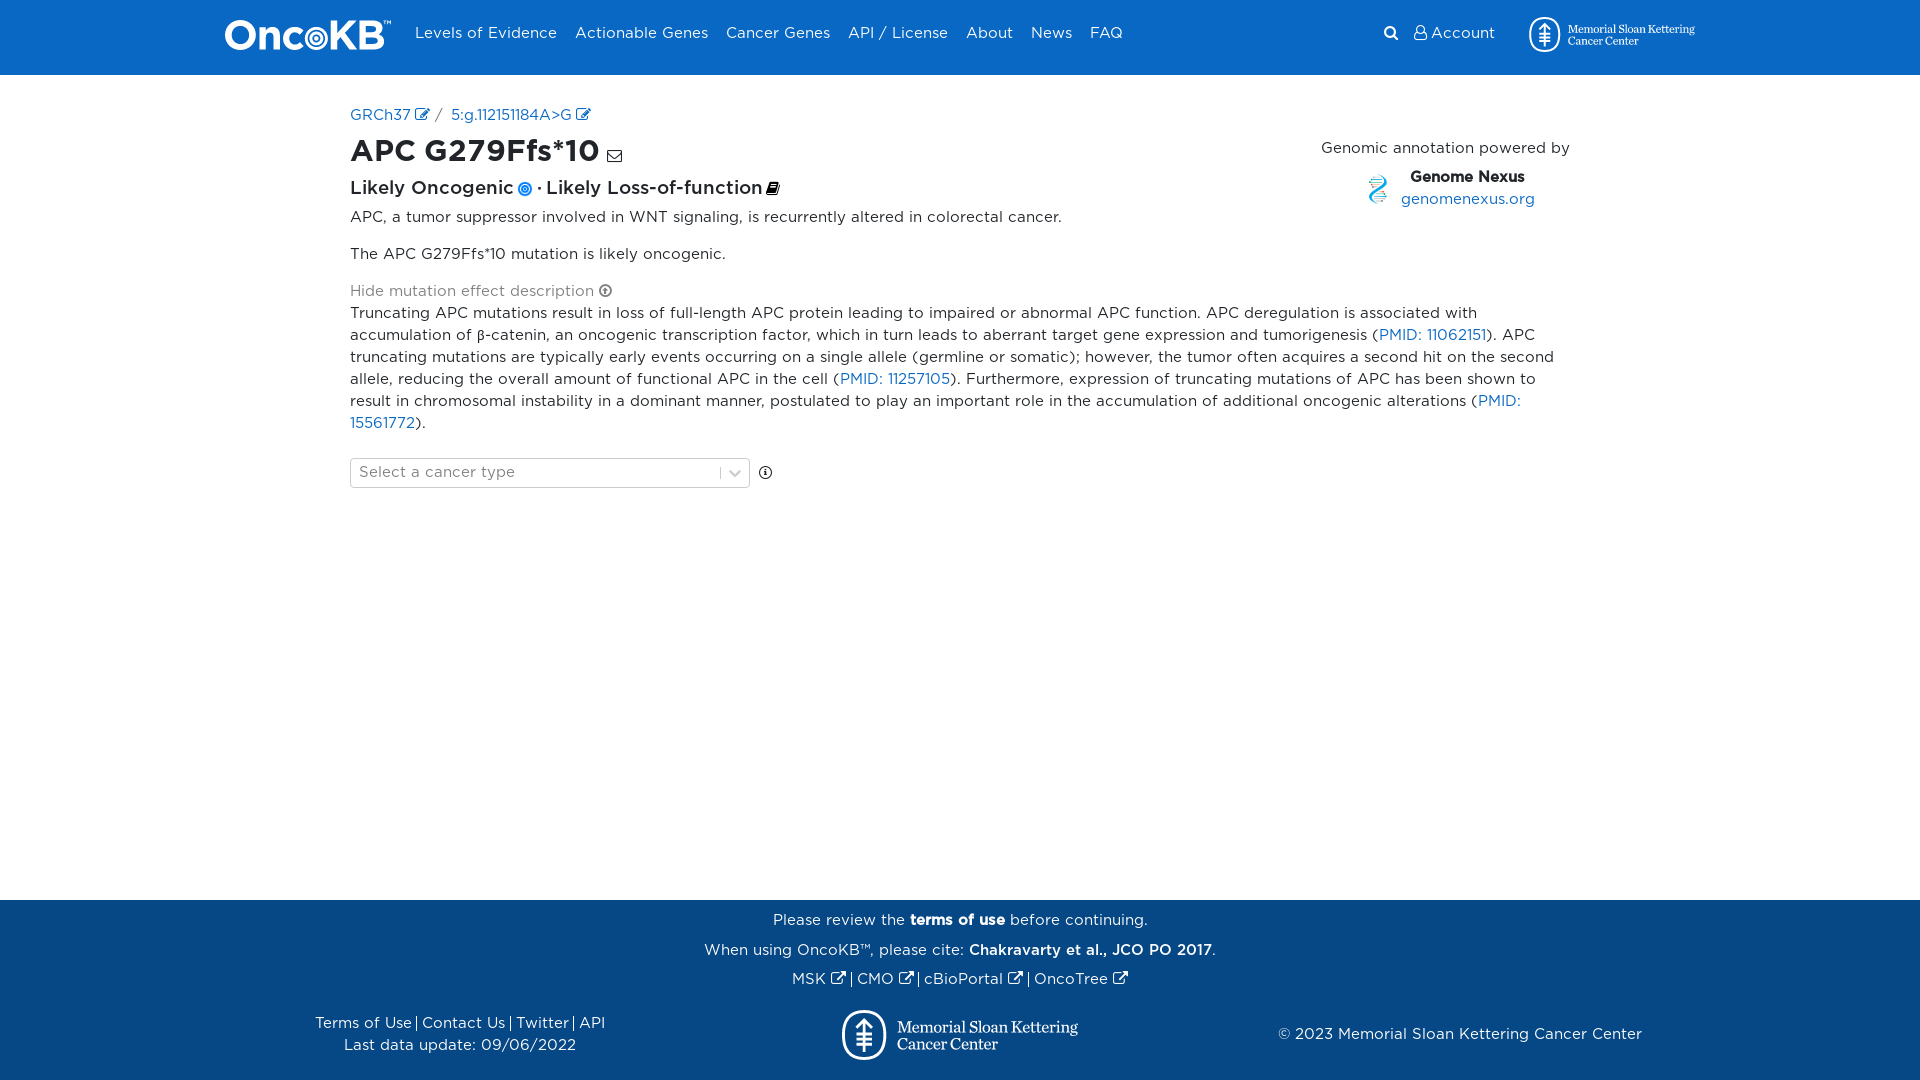 OncoKB™ Levels of Evidence Actionable Genes Cancer Genes API / License About News FAQ Account Memorial Sloan Kettering Cancer Center
GRCh37 / 5:g.112151184A>G
APC G279Ffs*10
Genomic annotation powered by
Genome Nexus
genomenexus.org
Likely Oncogenic · Likely Loss-of-function
APC, a tumor suppressor involved in WNT signaling, is recurrently altered in colorectal cancer.
The APC G279Ffs*10 mutation is likely oncogenic.
Hide mutation effect description
Truncating APC mutations result in loss of full-length APC protein leading to impaired or abnormal APC function. APC deregulation is associated with
accumulation of β-catenin, an oncogenic transcription factor, which in turn leads to aberrant target gene expression and tumorigenesis (PMID: 11062151). APC
truncating mutations are typically early events occurring on a single allele (germline or somatic); however, the tumor often acquires a second hit on the second
allele, reducing the overall amount of functional APC in the cell (PMID: 11257105). Furthermore, expression of truncating mutations of APC has been shown to
result in chromosomal instability in a dominant manner, postulated to play an important role in the accumulation of additional oncogenic alterations (PMID:
15561772).
Select a cancer type
Please review the terms of use before continuing.
When using OncoKB™, please cite: Chakravarty et al., JCO PO 2017.
MSK | CMO | cBioPortal | OncoTree
Terms of Use | Contact Us | Twitter | API
Last data update: 09/06/2022
Memorial Sloan Kettering
Cancer Center
© 2023 Memorial Sloan Kettering Cancer Center